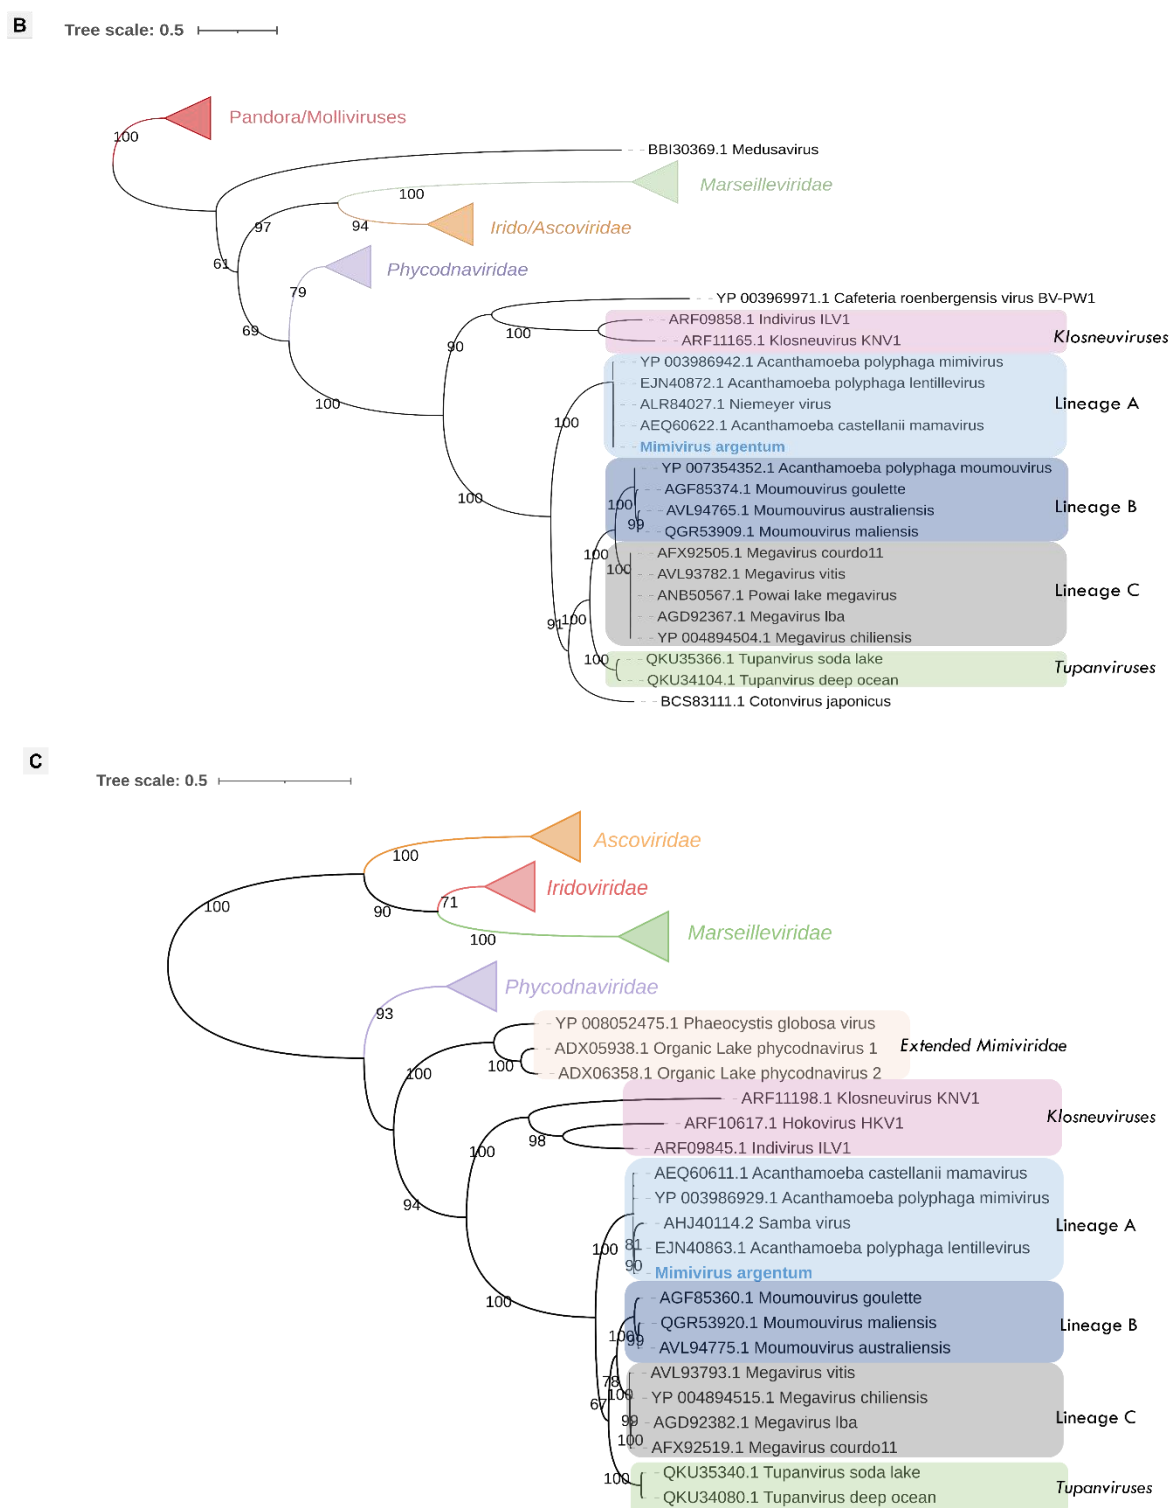 B
Tree scale: 0.5
Pandora/Molliviruses
100
BBI30369.1 Medusavirus
Marseilleviridae
100
97
94
Irido/Ascoviridae
61
Phycodnaviridae
79
YP 003969971.1 Cafeteria roenbergensis virus BV-PW1
ARF09858.1 Indivirus ILV1
69
100
Klosneuviruses
ARF11165.1 Klosneuvirus KNV1
90
YP 003986942.1 Acanthamoeba polyphaga mimivirus
EJN40872.1 Acanthamoeba polyphaga lentillevirus
100
ALR84027.1 Niemeyer virus
Lineage A
100
AEQ60622.1 Acanthamoeba castellanii mamavirus
Mimivirus argentum
YP 007354352.1 Acanthamoeba polyphaga moumouvirus
AGF85374.1 Moumouvirus goulette
100
100
Lineage B
AVL94765.1 Moumouvirus australiensis
99
QGR53909.1 Moumouvirus maliensis
100
AFX92505.1 Megavirus courdo11
100
AVL93782.1 Megavirus vitis
Lineage C
ANB50567.1 Powai lake megavirus
91
100
AGD92367.1 Megavirus lba
YP 004894504.1 Megavirus chiliensis
100
QKU35366.1 Tupanvirus soda lake
Tupanviruses
QKU34104.1 Tupanvirus deep ocean
BCS83111.1 Cotonvirus japonicus
C
Tree scale: 0.5
Ascoviridae
100
Iridoviridae
100
90
71
Marseilleviridae
100
Phycodnaviridae
93
YP 008052475.1 Phaeocystis globosa virus
ADX05938.1 Organic Lake phycodnavirus 1
Extended Mimiviridae
100
100
ADX06358.1 Organic Lake phycodnavirus 2
ARF11198.1 Klosneuvirus KNV1
ARF10617.1 Hokovirus HKV1
Klosneuviruses
98
100
ARF09845.1 Indivirus ILV1
AEQ60611.1 Acanthamoeba castellanii mamavirus
94
YP 003986929.1 Acanthamoeba polyphaga mimivirus
AHJ40114.2 Samba virus
Lineage A
100
81
EJN40863.1 Acanthamoeba polyphaga lentillevirus
90
Mimivirus argentum
100
AGF85360.1 Moumouvirus goulette
QGR53920.1 Moumouvirus maliensis
Lineage B
100
99
AVL94775.1 Moumouvirus australiensis
AVL93793.1 Megavirus vitis
78
100
YP 004894515.1 Megavirus chiliensis
67
99
AGD92382.1 Megavirus lba
Lineage C
100
AFX92519.1 Megavirus courdo11
100
QKU35340.1 Tupanvirus soda lake
Tupanviruses
QKU34080.1 Tupanvirus deep ocean